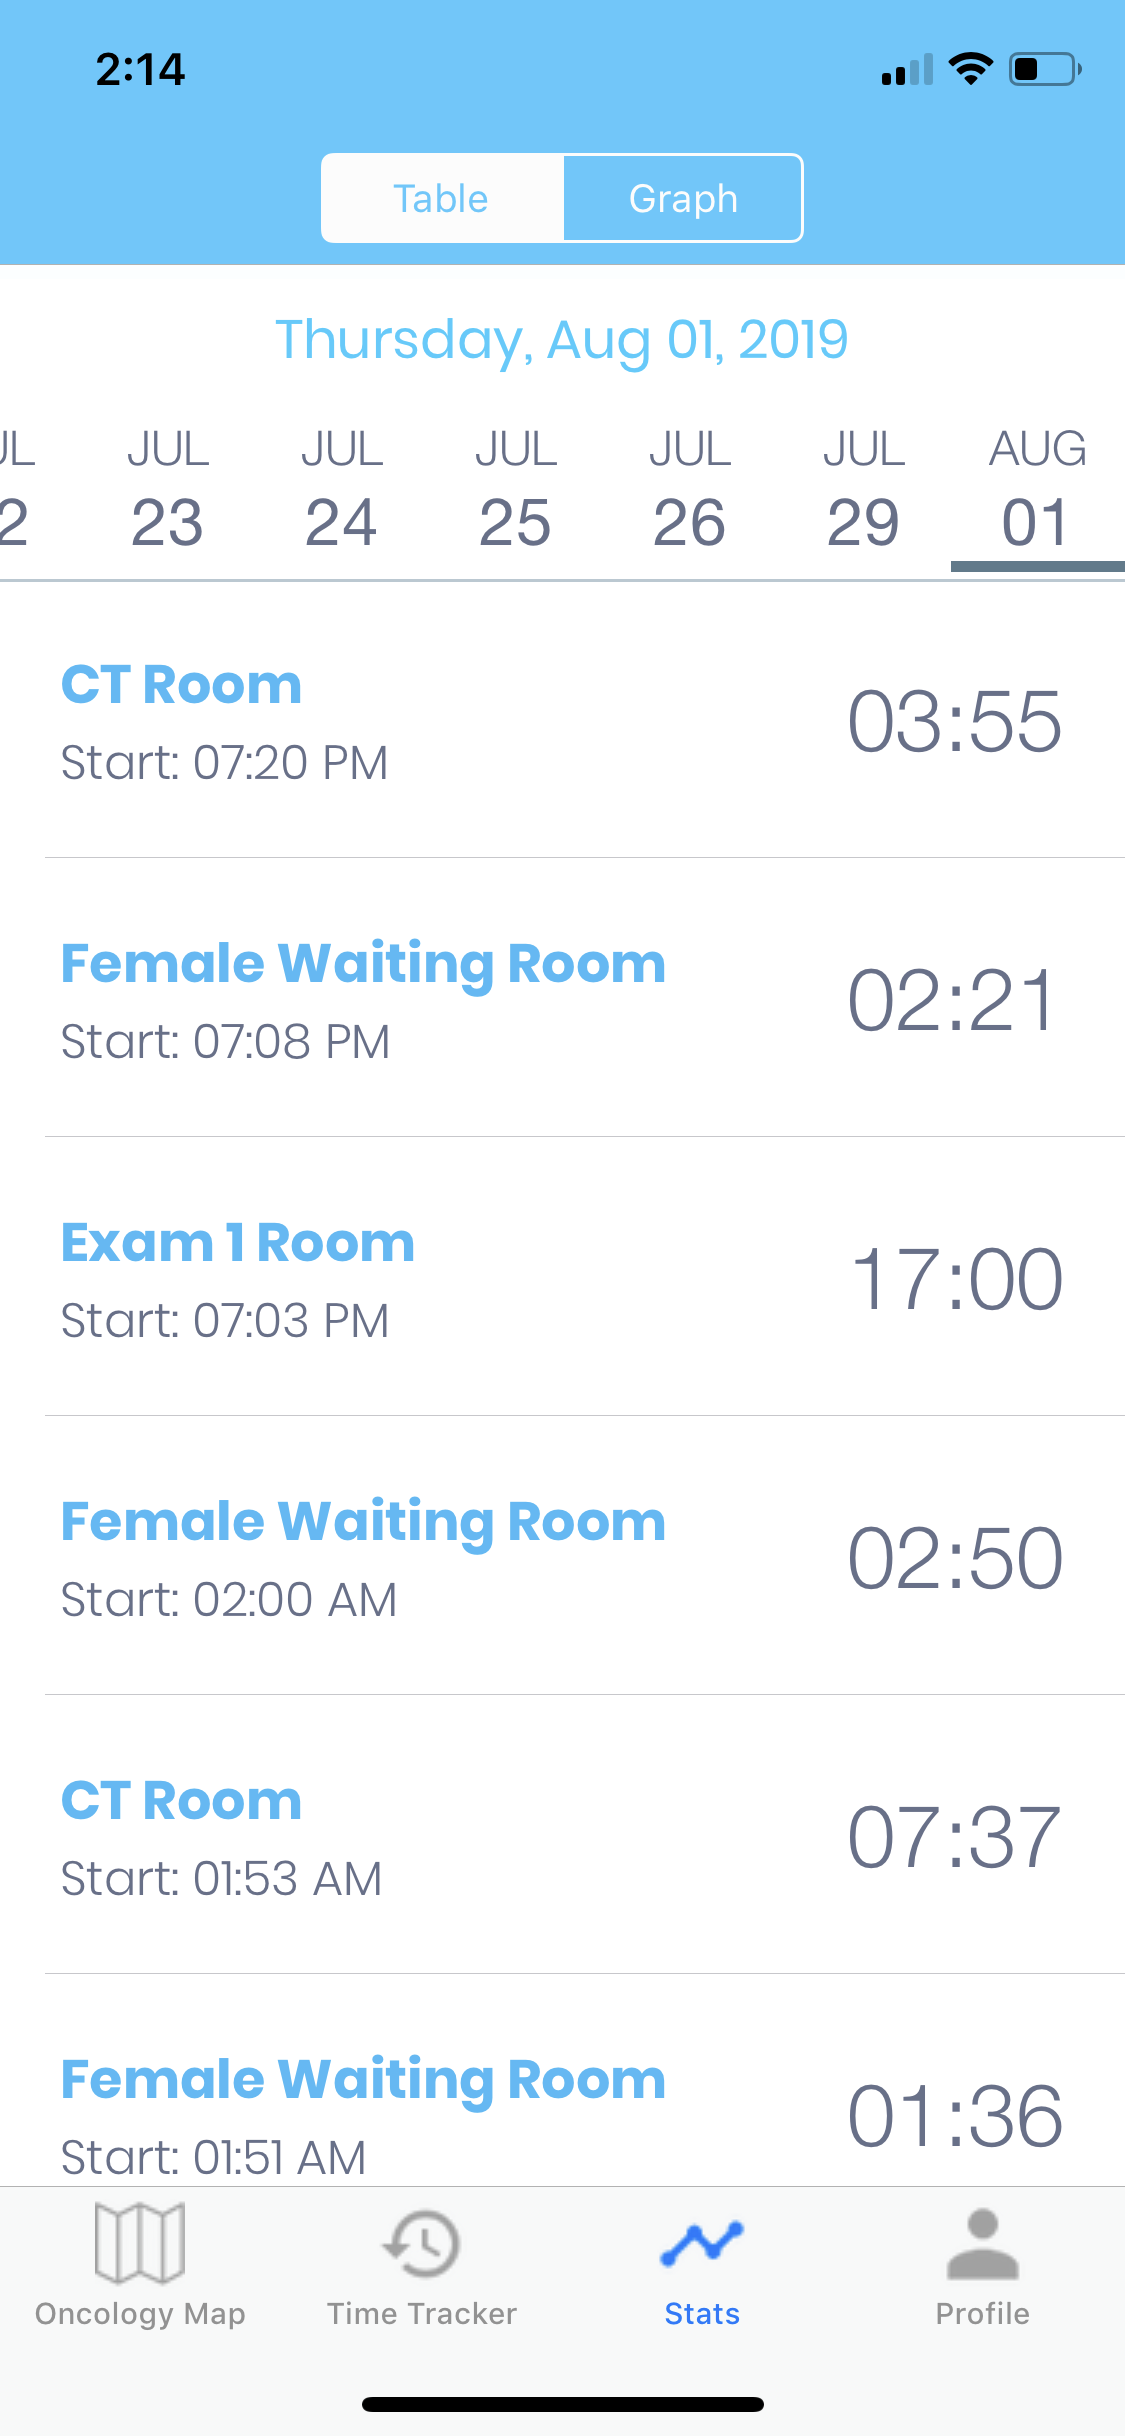 2:14
Table Graph
Thursday, Aug 01, 2019
JUL JUL JUL JUL JUL AUG
23 24 25 26 29 01
CT Room
03:55
Start: 07:20 PM
Female Waiting Room
02:21
Start: 07:08 PM
Exam 1 Room
17:00
Start: 07:03 PM
Female Waiting Room
02:50
Start: 02:00 AM
CT Room
07:37
Start: 01:53 AM
Female Waiting Room
01:36
Start: 01:51 AM
Oncology Map Time Tracker Stats Profile